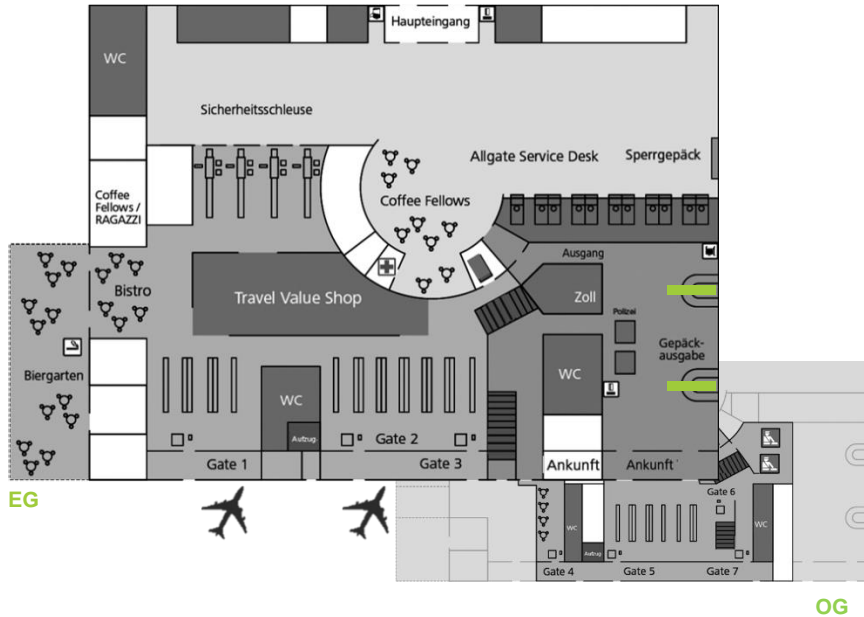 Haupteingang
WC
Sicherheitsschleuse
Allgate Service Desk
Sperrgepäck
Coffee
Fellows /
RAGAZZI
Coffee Fellows
Ausgang
Bistro
Travel Value Shop
Zoll
Polizei
Gepäck-
ausgabe
Biergarten
WC
WC
Aufzug
Gate 1
Gate 2
Gate 3
Ankunft
Ankunft
EG
Gate 6
WC
WC
Aufzug
Gate 4
Gate 5
Gate 7
OG